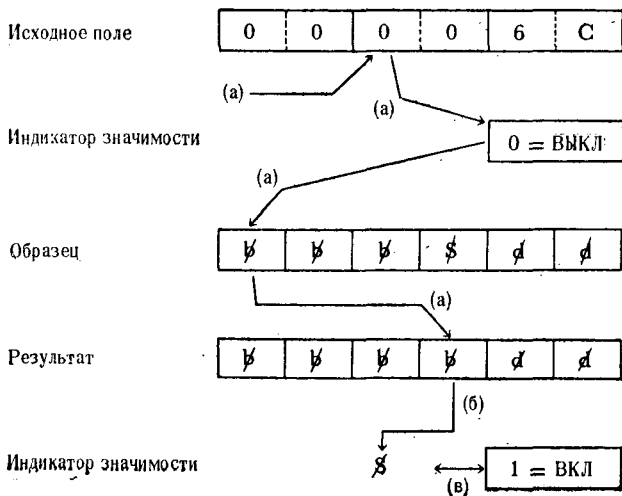 Исходное поле 0 0 0 0 6 C
(а)
(а)
Индикатор значимости 0 = ВЫКЛ
(а)
Образец b̸ b̸ b̸ $̸ d̸ d̸
(а)
Результат b̸ b̸ b̸ b̸ d̸ d̸
(б)
Индикатор значимости $̸ 1 = ВКЛ
(в)